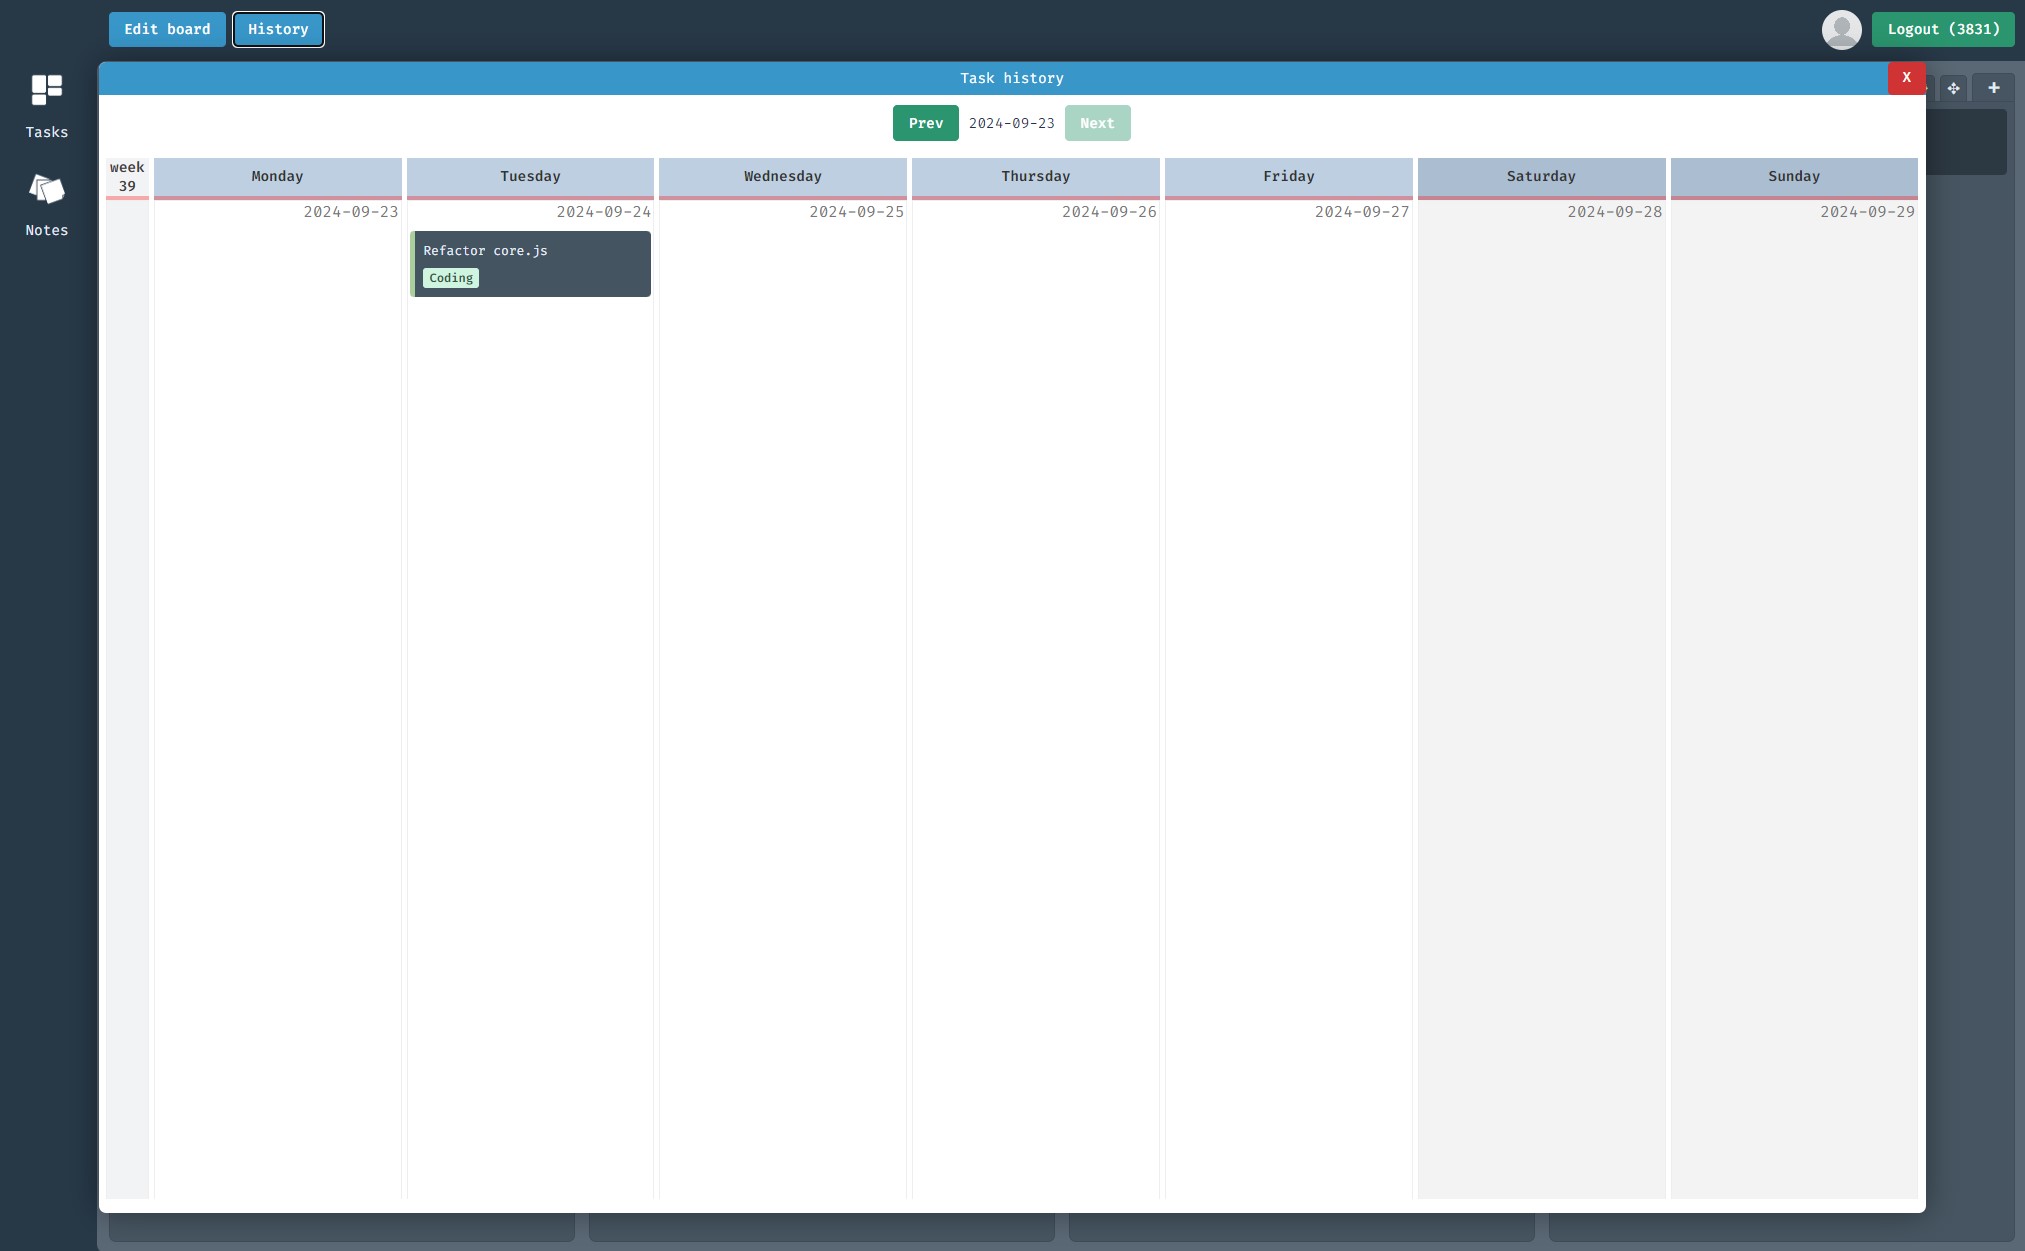 Edit board
History
Logout (3831)
Tasks
Notes
Task history
X
Prev
2024-09-23
Next
week
39
Monday
Tuesday
Wednesday
Thursday
Friday
Saturday
Sunday
2024-09-23
2024-09-24
2024-09-25
2024-09-26
2024-09-27
2024-09-28
2024-09-29
Refactor core.js
Coding